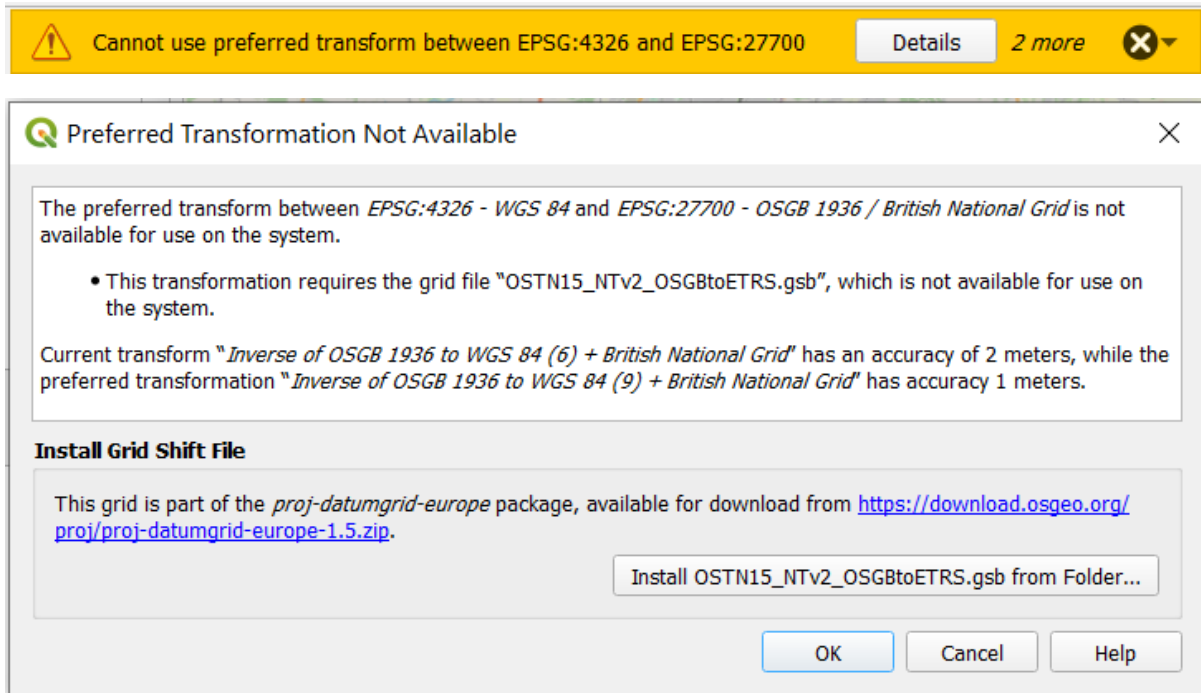 Cannot use preferred transform between EPSG:4326 and EPSG:27700 Details 2 more
Preferred Transformation Not Available
The preferred transform between EPSG:4326 - WGS 84 and EPSG:27700 - OSGB 1936 / British National Grid is not
available for use on the system.
• This transformation requires the grid file “OSTN15_NTv2_OSGBtoETRS.gsb”, which is not available for use on
the system.
Current transform “Inverse of OSGB 1936 to WGS 84 (6) + British National Grid” has an accuracy of 2 meters, while the
preferred transformation “Inverse of OSGB 1936 to WGS 84 (9) + British National Grid” has accuracy 1 meters.
Install Grid Shift File
This grid is part of the proj-datumgrid-europe package, available for download from https://download.osgeo.org/
proj/proj-datumgrid-europe-1.5.zip.
Install OSTN15_NTv2_OSGBtoETRS.gsb from Folder...
OK Cancel Help